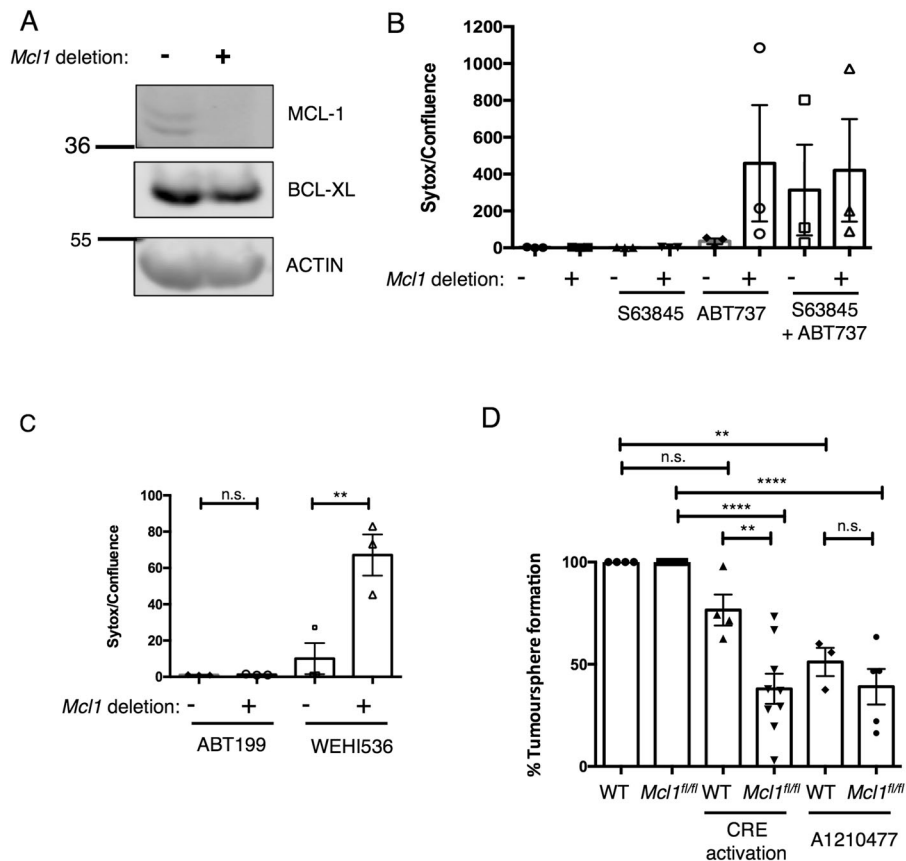 A
Mcl1 deletion: - +
MCL-1
36
BCL-XL
55
ACTIN
B
Sytox/Confluence
1200
1000
800
600
400
200
0
Mcl1 deletion: - + - + - + - +
S63845 ABT737 S63845
+ ABT737
C
Sytox/Confluence
100
80
60
40
20
0
n.s. **
Mcl1 deletion: - + - +
ABT199 WEHI536
D
% Tumoursphere formation
**
n.s.
****
****
** n.s.
100
50
0
WT Mcl1fl/fl WT Mcl1fl/fl WT Mcl1fl/fl
CRE
activation
A1210477